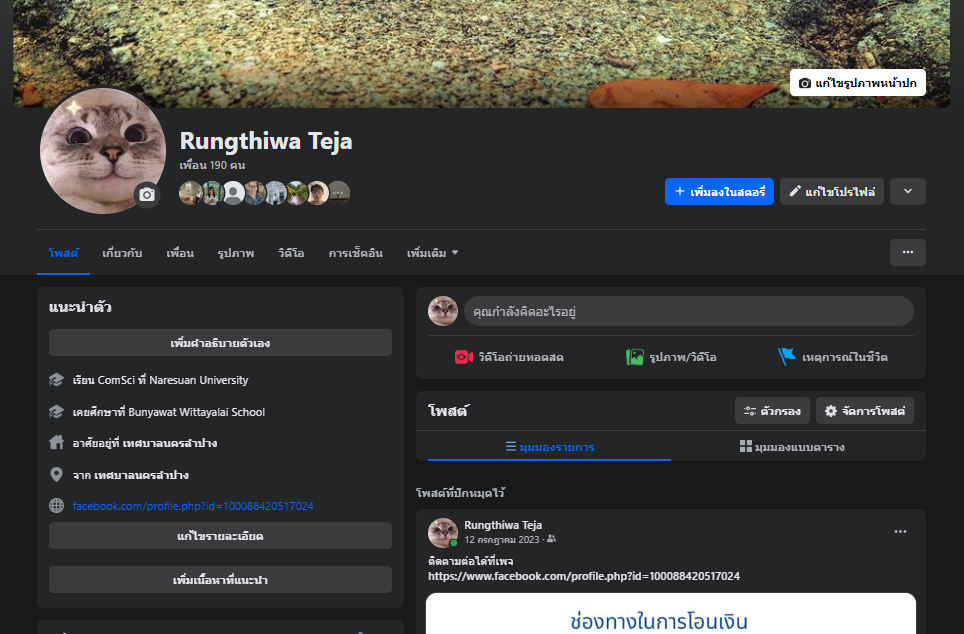 แก้ไขรูปภาพหน้าปก
Rungthiwa Teja
เพื่อน 190 คน
+ เพิ่มลงในสตอรี่
แก้ไขโปรไฟล์
โพสต์ เกี่ยวกับ เพื่อน รูปภาพ วิดีโอ การเช็คอิน เพิ่มเติม
แนะนำตัว
เพิ่มคำอธิบายตัวเอง
เรียน ComSci ที่ Naresuan University
เคยศึกษาที่ Bunyawat Wittayalai School
อาศัยอยู่ที่ เทศบาลนครลำปาง
จาก เทศบาลนครลำปาง
facebook.com/profile.php?id=100088420517024
แก้ไขรายละเอียด
เพิ่มเนื้อหาที่แนะนำ
คุณกำลังคิดอะไรอยู่
วิดีโอถ่ายทอดสด รูปภาพ/วิดีโอ เหตุการณ์ในชีวิต
โพสต์ ตัวกรอง จัดการโพสต์
มุมมองรายการ มุมมองแบบตาราง
โพสต์ที่ปักหมุดไว้
Rungthiwa Teja
12 กรกฎาคม 2023 ·
ติดตามต่อได้ที่เพจ
https://www.facebook.com/profile.php?id=100088420517024
ช่องทางในการโอนเงิน